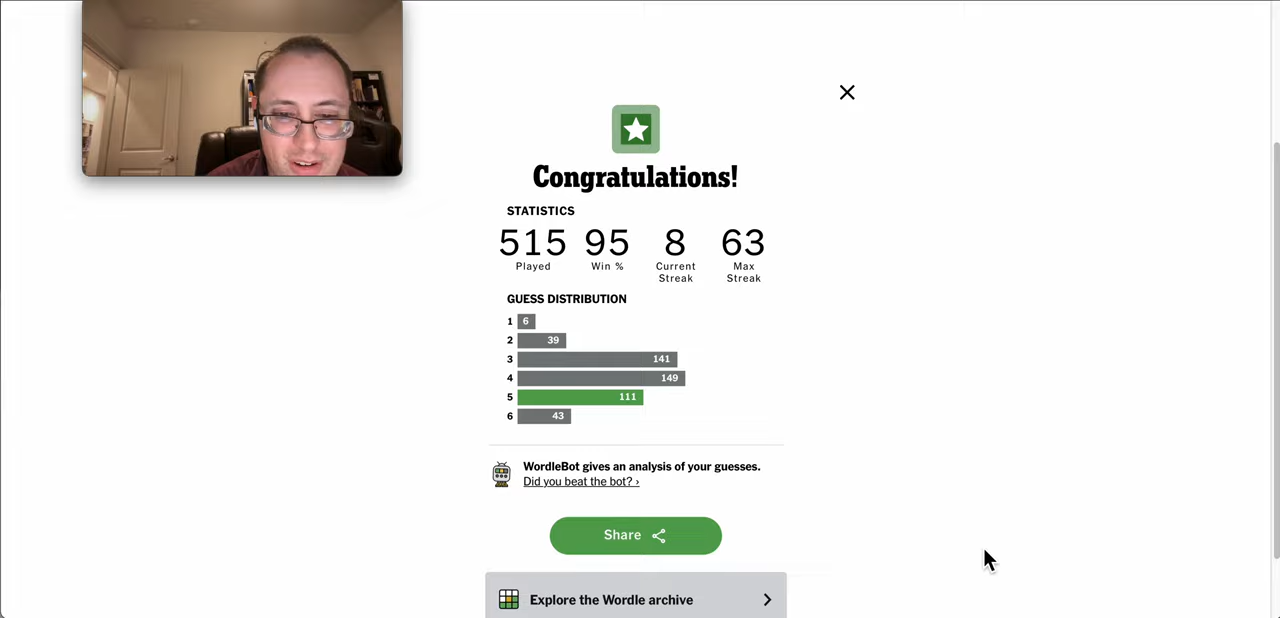 Congratulations!
STATISTICS
515 95 8 63
Played Win % Current Streak Max Streak
GUESS DISTRIBUTION
1 6
2 39
3 141
4 149
5 111
6 43
WordleBot gives an analysis of your guesses.
Did you beat the bot? ›
Share
Explore the Wordle archive